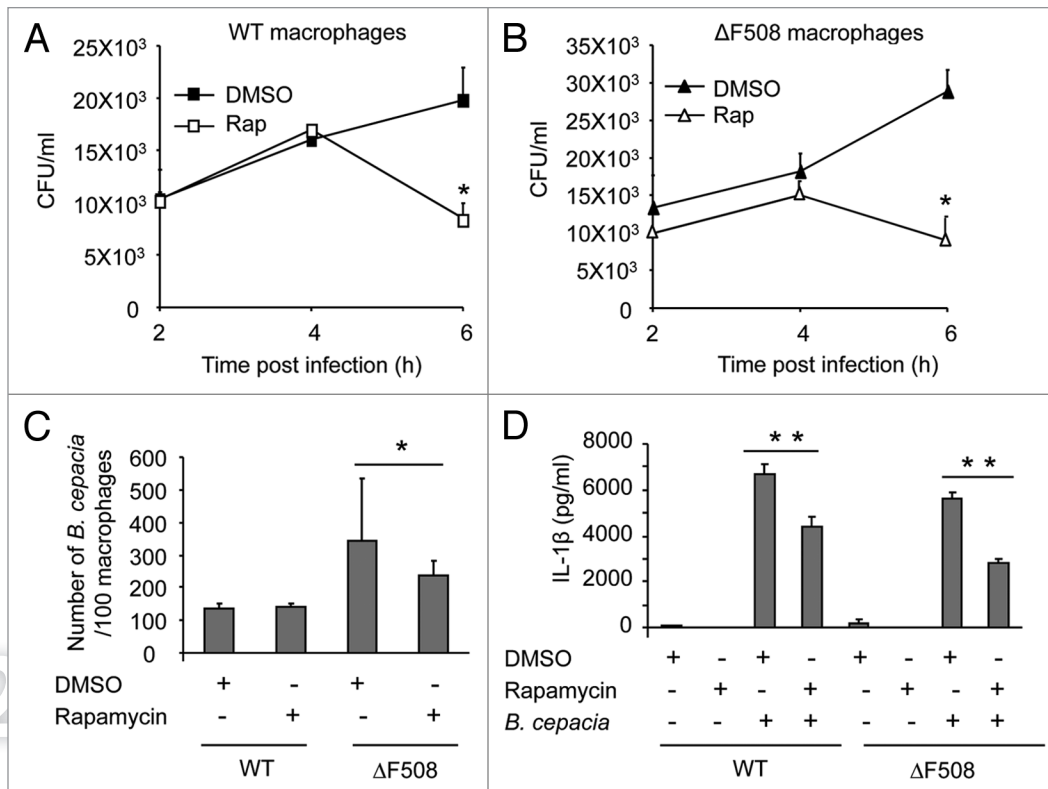 A
WT macrophages
25X10³
20X10³
15X10³
10X10³
5X10³
0
CFU/ml
DMSO
Rap
*
2 4 6
Time post infection (h)
B
ΔF508 macrophages
35X10³
30X10³
25X10³
20X10³
15X10³
10X10³
5X10³
0
CFU/ml
DMSO
Rap
*
2 4 6
Time post infection (h)
C
Number of B. cepacia
/100 macrophages
600
500
400
300
200
100
0
*
DMSO + - + -
Rapamycin - + - +
WT ΔF508
D
IL-1β (pg/ml)
8000
6000
4000
2000
0
* *
* *
DMSO + - + - + - + -
Rapamycin - + - + - + - +
B. cepacia - - + + - - + +
WT ΔF508
2